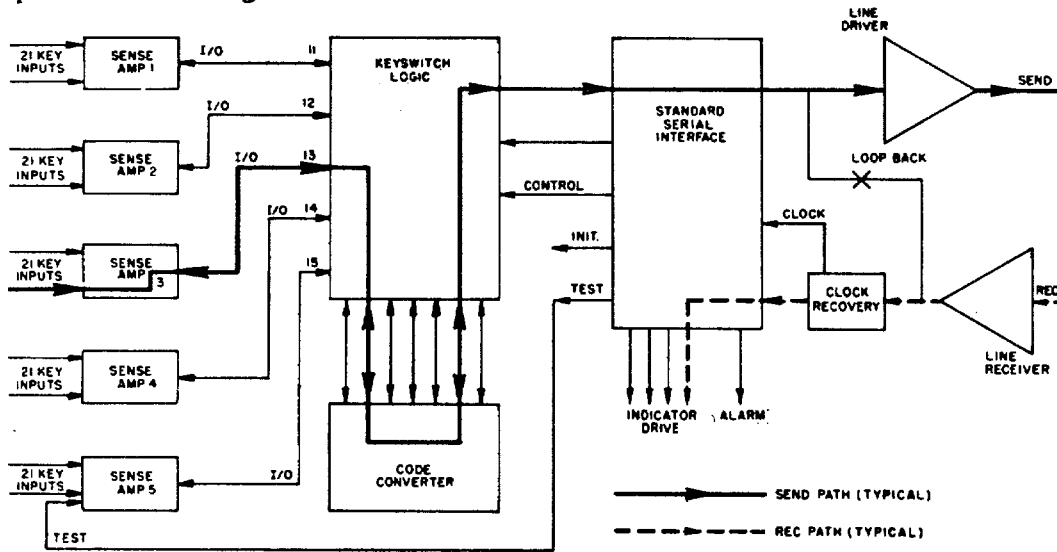 21 KEY
INPUTS
SENSE
AMP 1
I/O
11
KEYSWITCH
LOGIC
STANDARD
SERIAL
INTERFACE
LINE
DRIVER
SEND
21 KEY
INPUTS
SENSE
AMP 2
I/O
12
LOOP BACK
I/O
13
CONTROL
CLOCK
21 KEY
INPUTS
SENSE
AMP
3
I/O
14
INIT.
15
TEST
CLOCK
RECOVERY
REC
LINE
RECEIVER
21 KEY
INPUTS
SENSE
AMP 4
INDICATOR
DRIVE
ALARM
21 KEY
INPUTS
SENSE
AMP 5
I/O
CODE
CONVERTER
SEND PATH (TYPICAL)
REC PATH (TYPICAL)
TEST